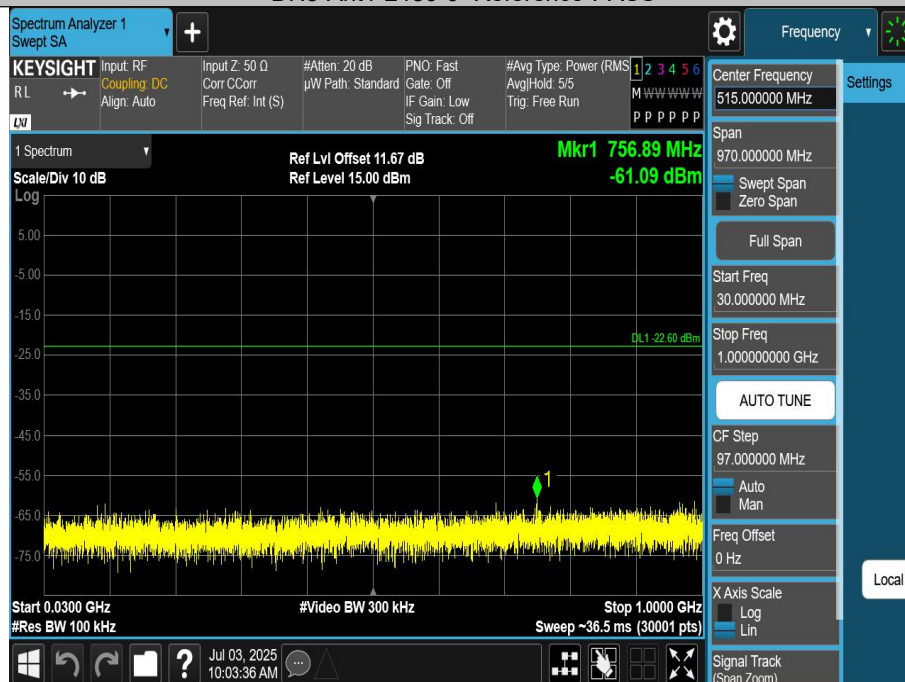 Spectrum Analyzer 1
Swept SA
+
Frequency
KEYSIGHT
RL
LXI
Input: RF
Coupling: DC
Align: Auto
Input Z: 50 Ω
Corr CCorr
Freq Ref: Int (S)
#Atten: 20 dB
µW Path: Standard
PNO: Fast
Gate: Off
IF Gain: Low
Sig Track: Off
#Avg Type: Power (RMS
Avg|Hold: 5/5
Trig: Free Run
1 2 3 4 5 6
M W W W W W
P P P P P P
1 Spectrum
Scale/Div 10 dB
Ref Lvl Offset 11.67 dB
Ref Level 15.00 dBm
Mkr1 756.89 MHz
-61.09 dBm
Log
5.00
-5.00
-15.0
DL1 -22.60 dBm
-25.0
-35.0
-45.0
-55.0
1
-65.0
-75.0
Start 0.0300 GHz
#Video BW 300 kHz
Stop 1.0000 GHz
#Res BW 100 kHz
Sweep ~36.5 ms (30001 pts)
?
Jul 03, 2025
10:03:36 AM
Center Frequency
515.000000 MHz
Settings
Span
970.000000 MHz
Swept Span
Zero Span
Full Span
Start Freq
30.000000 MHz
Stop Freq
1.000000000 GHz
AUTO TUNE
CF Step
97.000000 MHz
Auto
Man
Freq Offset
0 Hz
Local
X Axis Scale
Log
Lin
Signal Track
(Span Zoom)